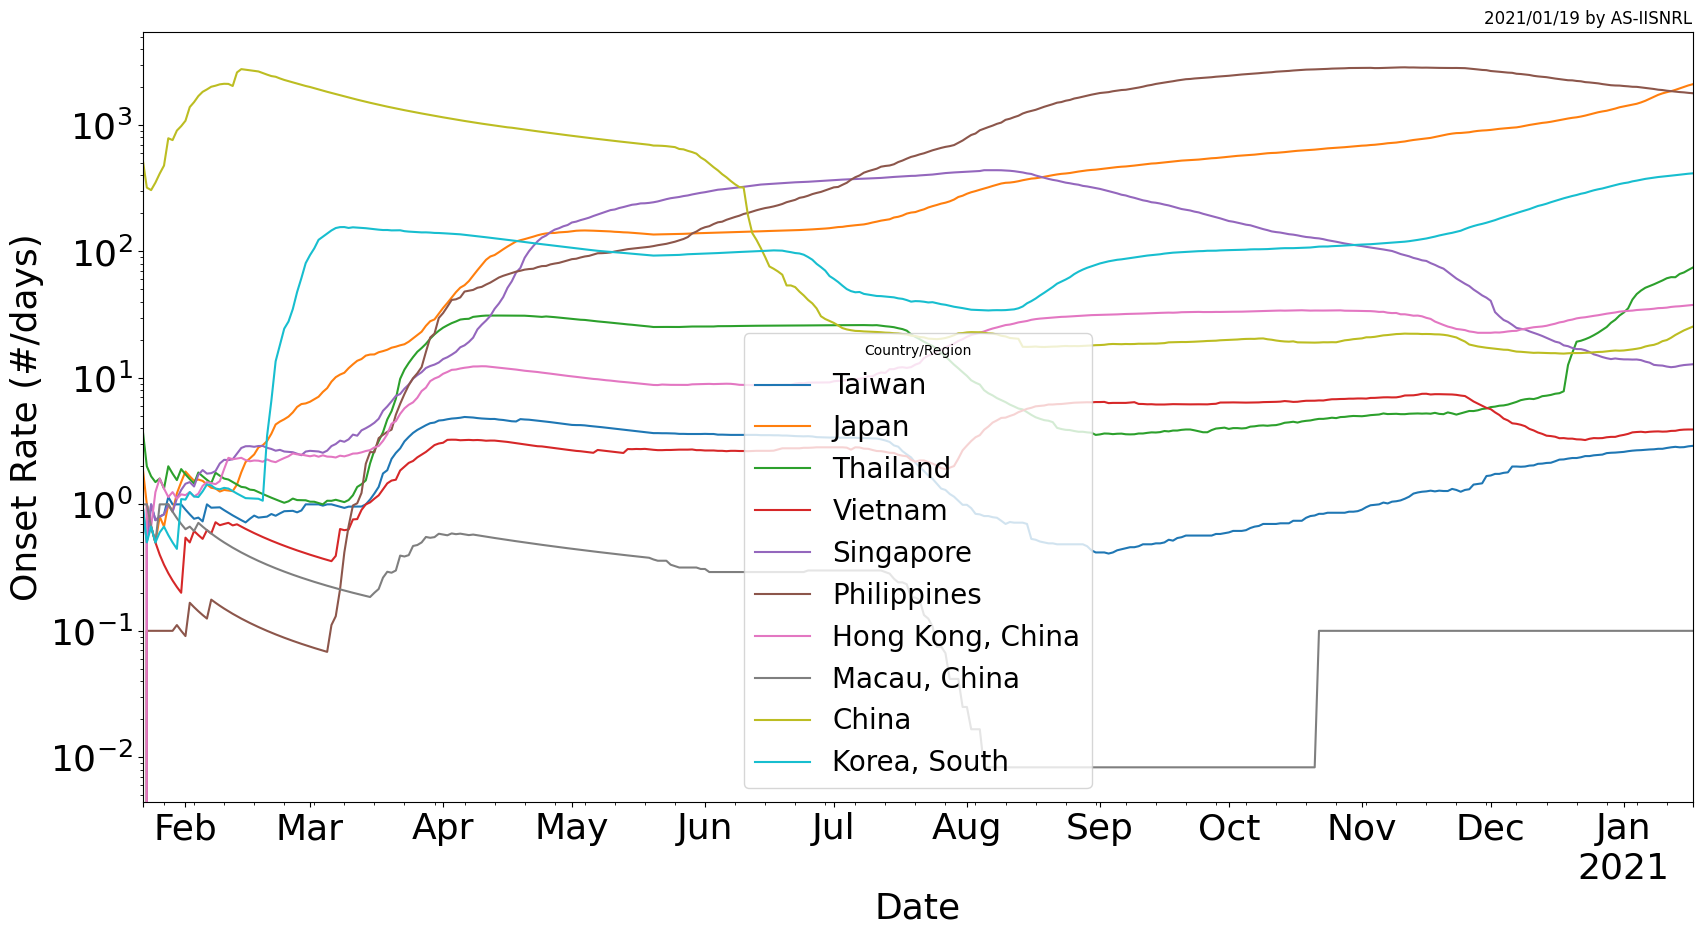 2021/01/19 by AS-IISNRL
Onset Rate (#/days)
10³
10²
10¹
10⁰
10⁻¹
10⁻²
Country/Region
Taiwan
Japan
Thailand
Vietnam
Singapore
Philippines
Hong Kong, China
Macau, China
China
Korea, South
Feb Mar Apr May Jun Jul Aug Sep Oct Nov Dec Jan
2021
Date